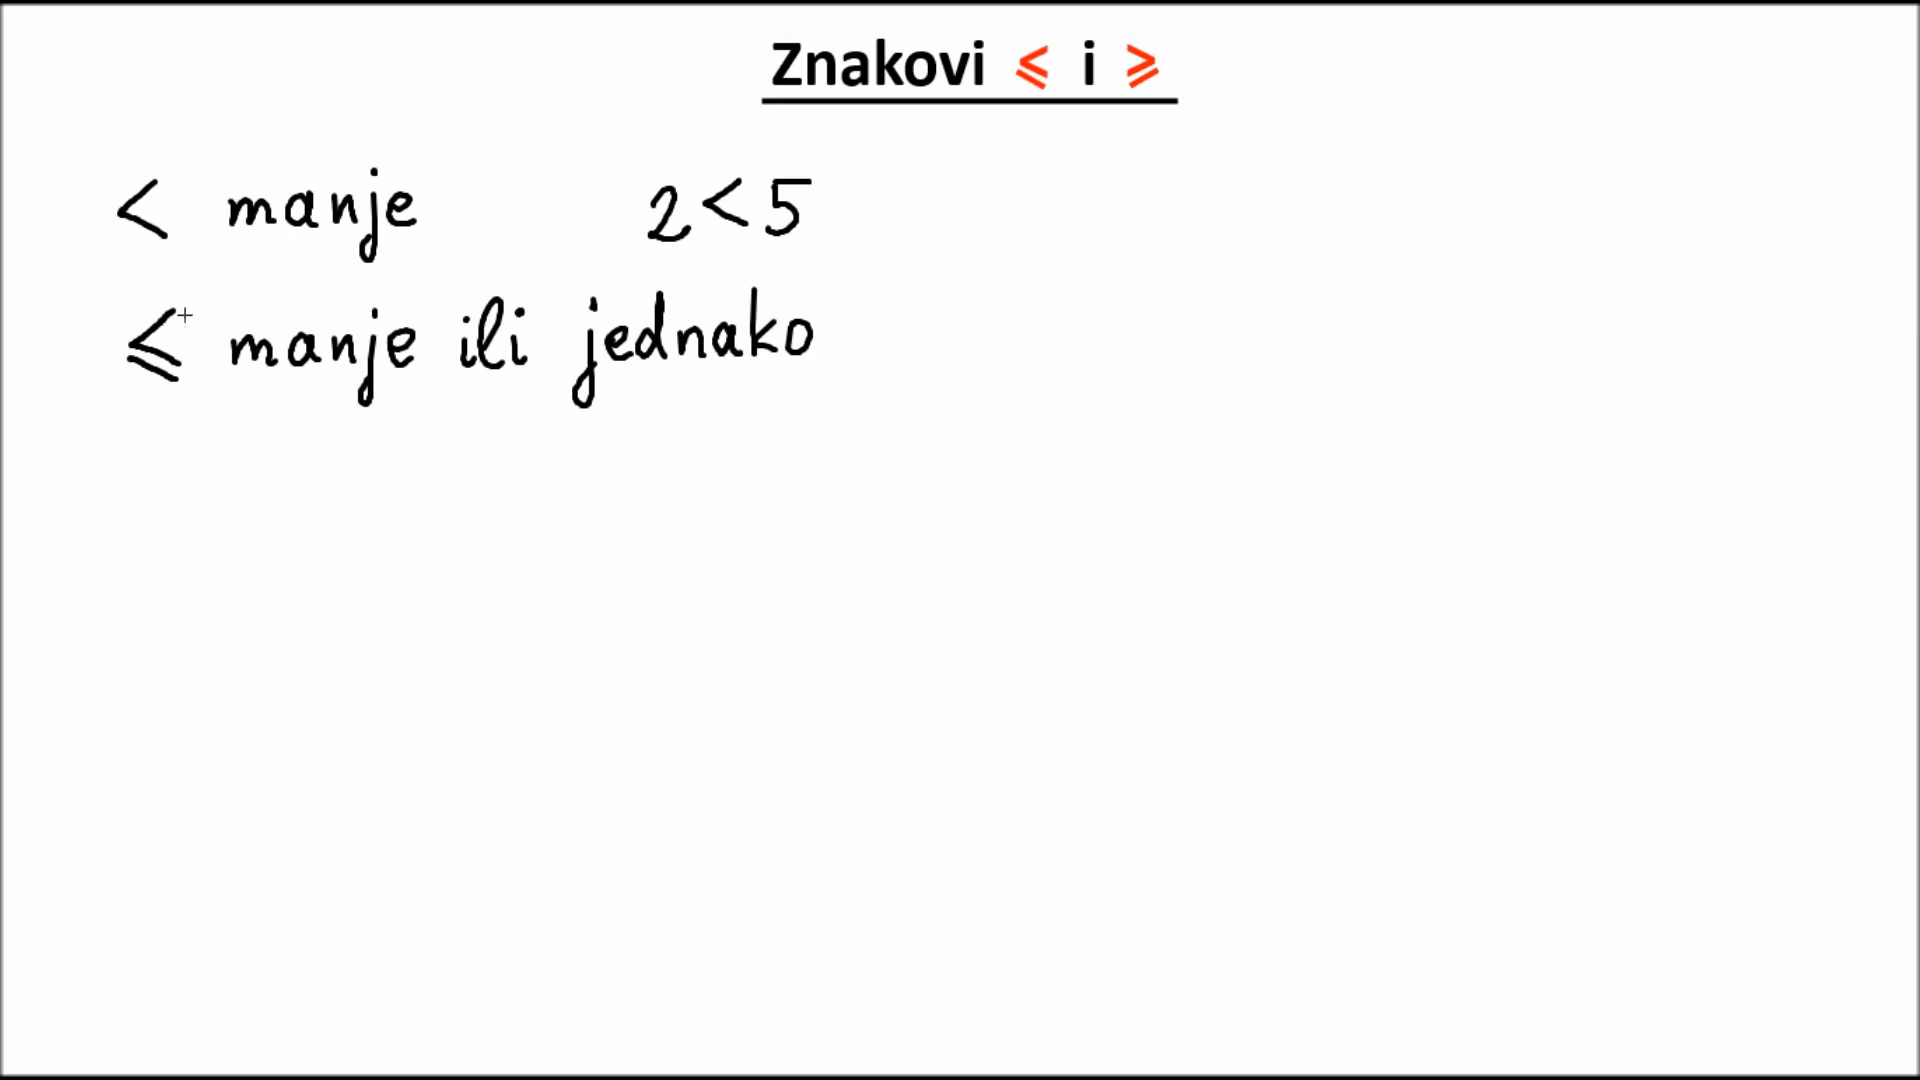 Znakovi ⩽ i ⩾
< manje 2 < 5
⩽ manje ili jednako